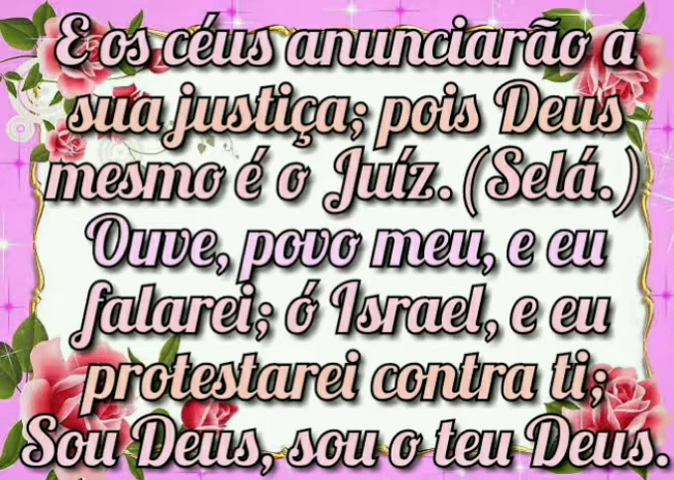 E os céus anunciarão a
sua justiça; pois Deus
mesmo é o Juíz. (Selá.)
Ouve, povo meu, e eu
falarei; ó Israel, e eu
protestarei contra ti;
Sou Deus, sou o teu Deus.